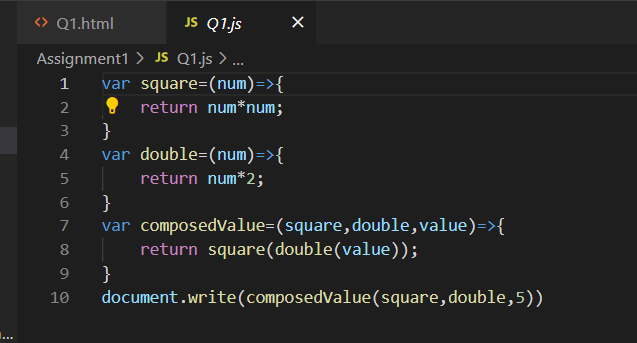 <> Q1.html JS Q1.js ×
Assignment1 > JS Q1.js > ...
1 var square=(num)=>{
2 return num*num;
3 }
4 var double=(num)=>{
5 return num*2;
6 }
7 var composedValue=(square,double,value)=>{
8 return square(double(value));
9 }
10 document.write(composedValue(square,double,5))